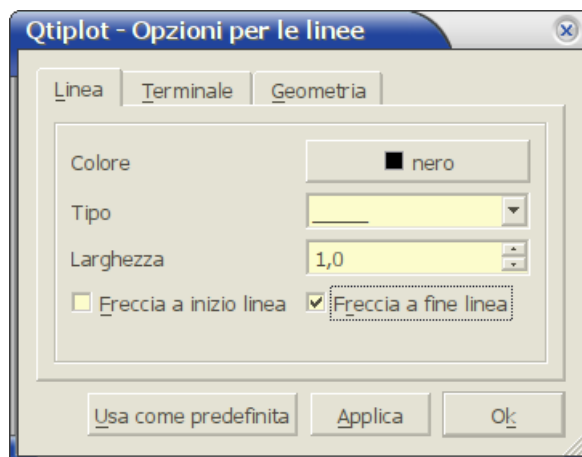 Qtiplot - Opzioni per le linee
Linea Terminale Geometria
Colore nero
Tipo
Larghezza 1,0
Freccia a inizio linea Freccia a fine linea
Usa come predefinita Applica Ok